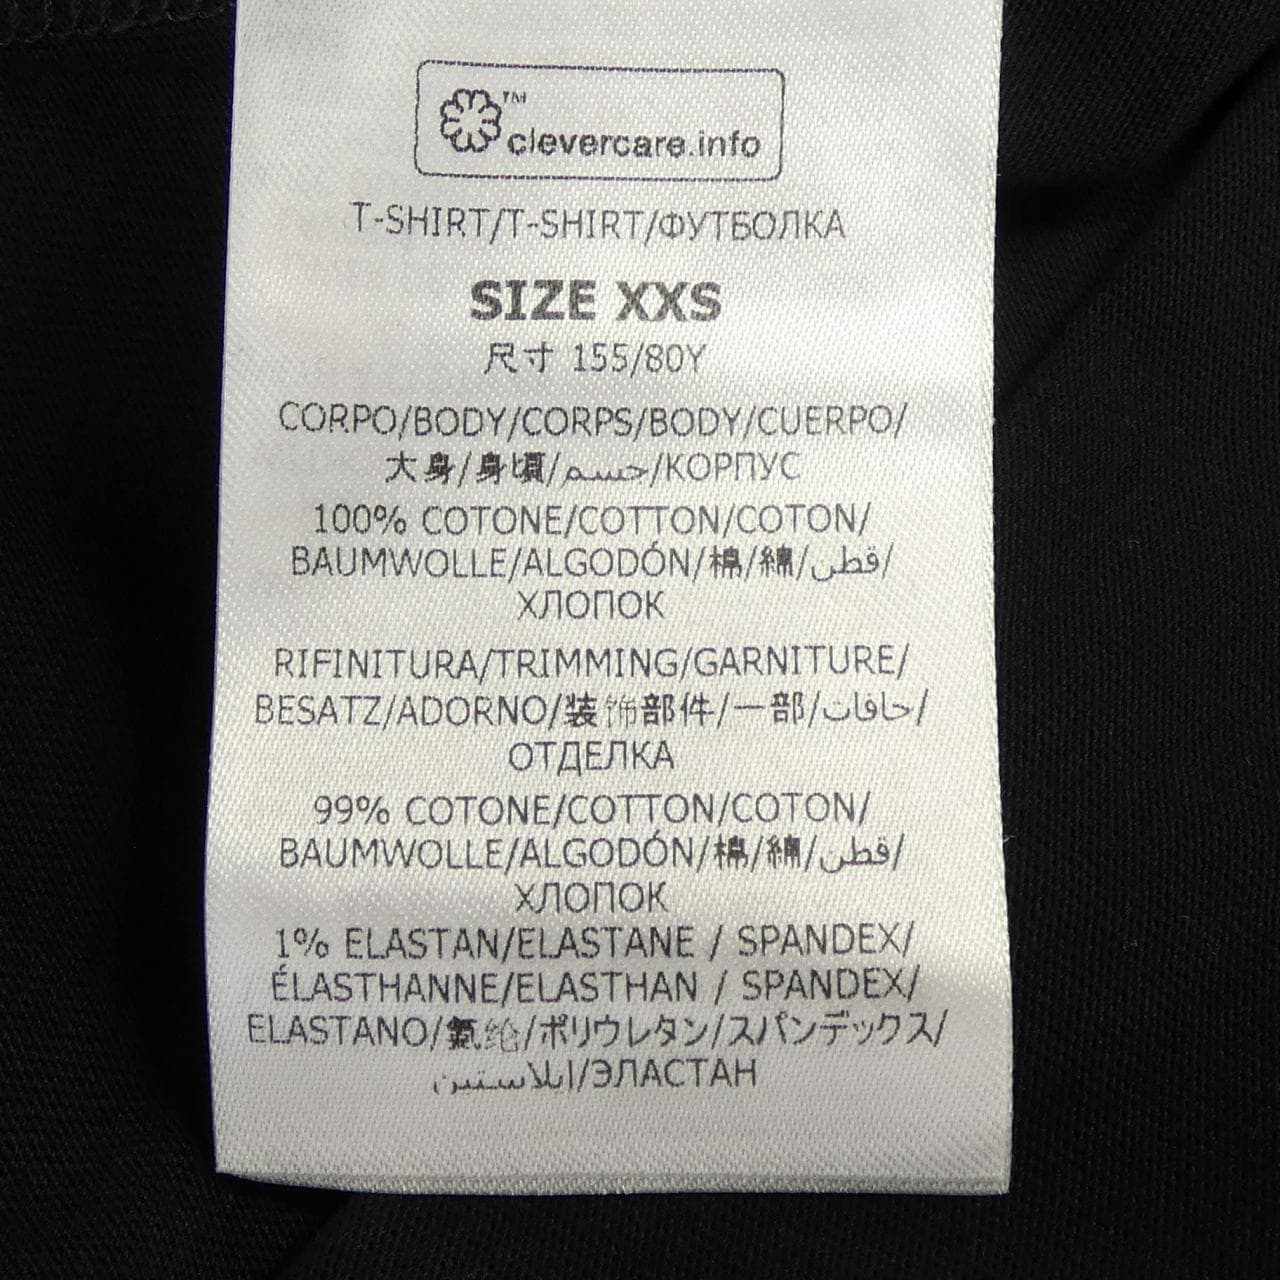 ™
clevercare.info
T-SHIRT/T-SHIRT/ФУТБОЛКА
SIZE XXS
尺寸 155/80Y
CORPO/BODY/CORPS/BODY/CUERPO/
大身/身頃/جسم/КОРПУС
100% COTONE/COTTON/COTON/
BAUMWOLLE/ALGODÓN/棉/綿/قطن/
ХЛОПОК
RIFINITURA/TRIMMING/GARNITURE/
BESATZ/ADORNO/装饰部件/一部/حافات/
ОТДЕЛКА
99% COTONE/COTTON/COTON/
BAUMWOLLE/ALGODÓN/棉/綿/قطن/
ХЛОПОК
1% ELASTAN/ELASTANE / SPANDEX/
ÉLASTHANNE/ELASTHAN / SPANDEX/
ELASTANO/氨纶/ポリウレタン/スパンデックス/
ايلاستين/ЭЛАСТАН